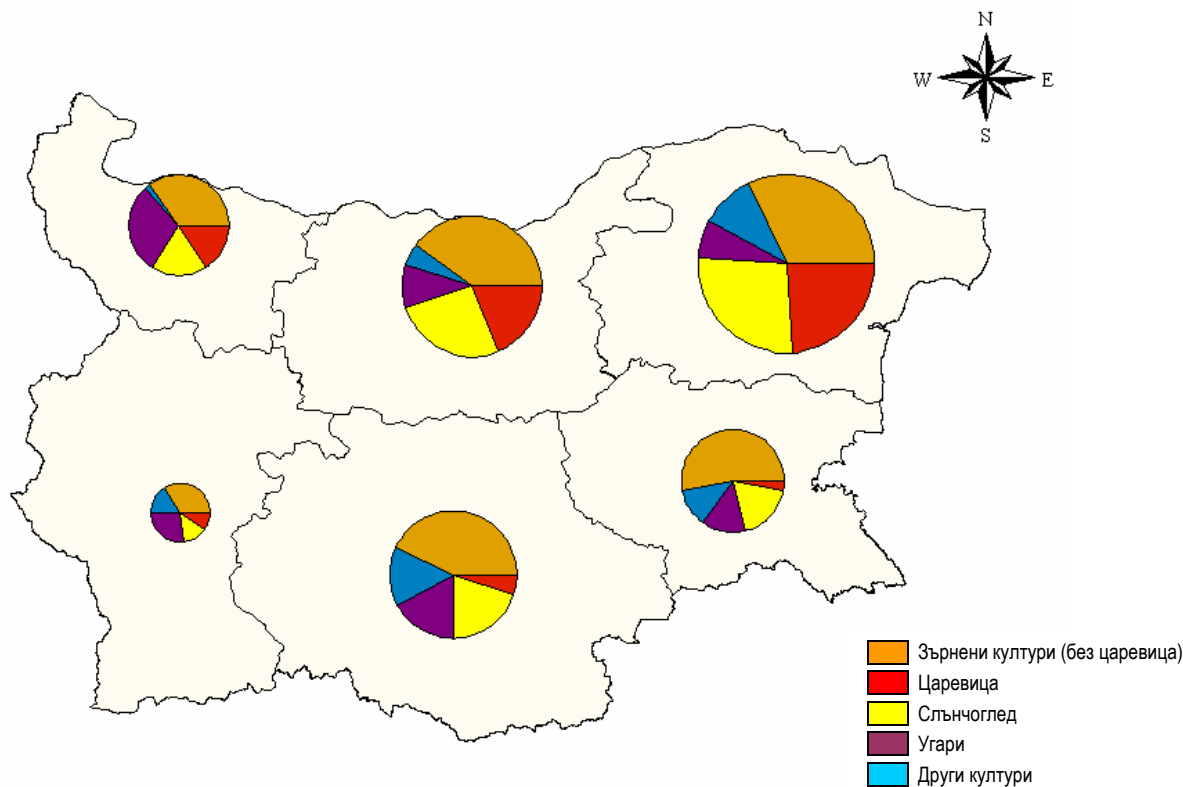 N
W E
S
Зърнени култури (без царевица)
Царевица
Слънчоглед
Угари
Други култури